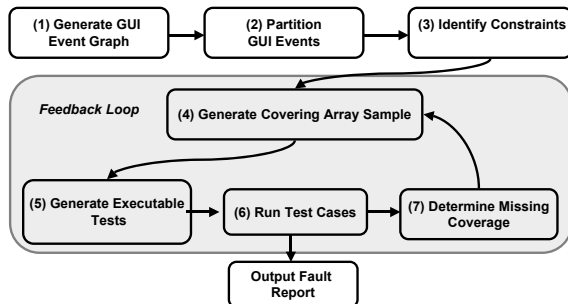 (1) Generate GUI
Event Graph
(2) Partition
GUI Events
(3) Identify Constraints
Feedback Loop
(4) Generate Covering Array Sample
(5) Generate Executable
Tests
(6) Run Test Cases
(7) Determine Missing
Coverage
Output Fault
Report